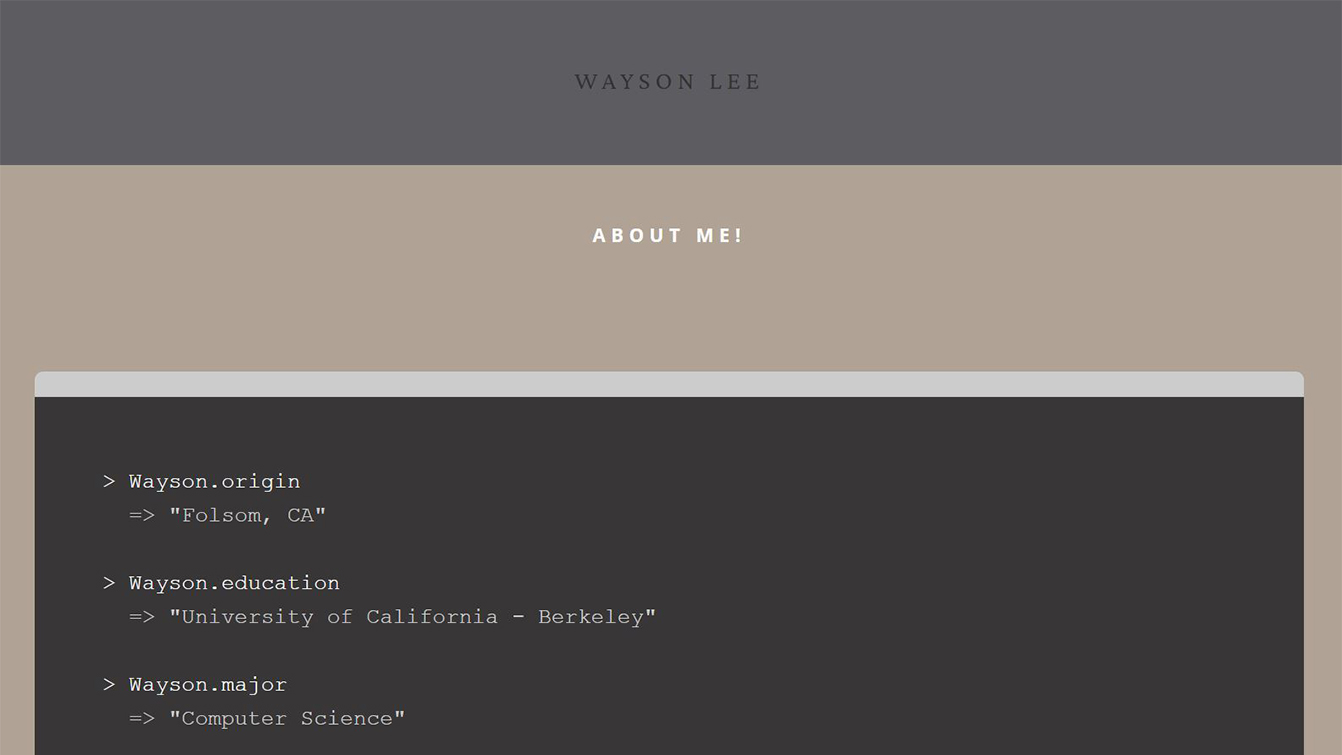 WAYSON LEE
ABOUT ME!
> Wayson.origin
=> "Folsom, CA"
> Wayson.education
=> "University of California - Berkeley"
> Wayson.major
=> "Computer Science"